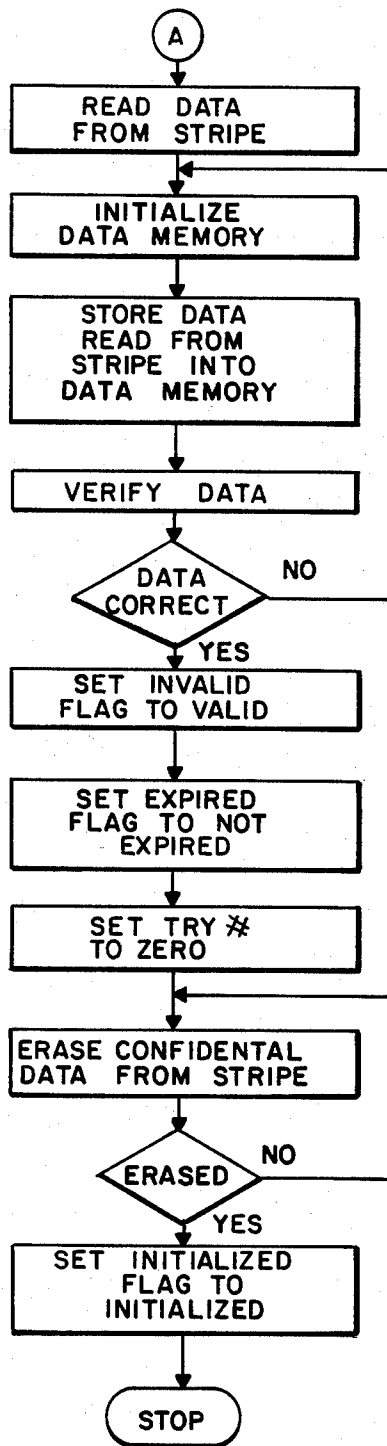 A
READ DATA
FROM STRIPE
INITIALIZE
DATA MEMORY
STORE DATA
READ FROM
STRIPE INTO
DATA MEMORY
VERIFY DATA
DATA
CORRECT
NO
YES
SET INVALID
FLAG TO VALID
SET EXPIRED
FLAG TO NOT
EXPIRED
SET TRY #
TO ZERO
ERASE CONFIDENTAL
DATA FROM STRIPE
ERASED
NO
YES
SET INITIALIZED
FLAG TO
INITIALIZED
STOP